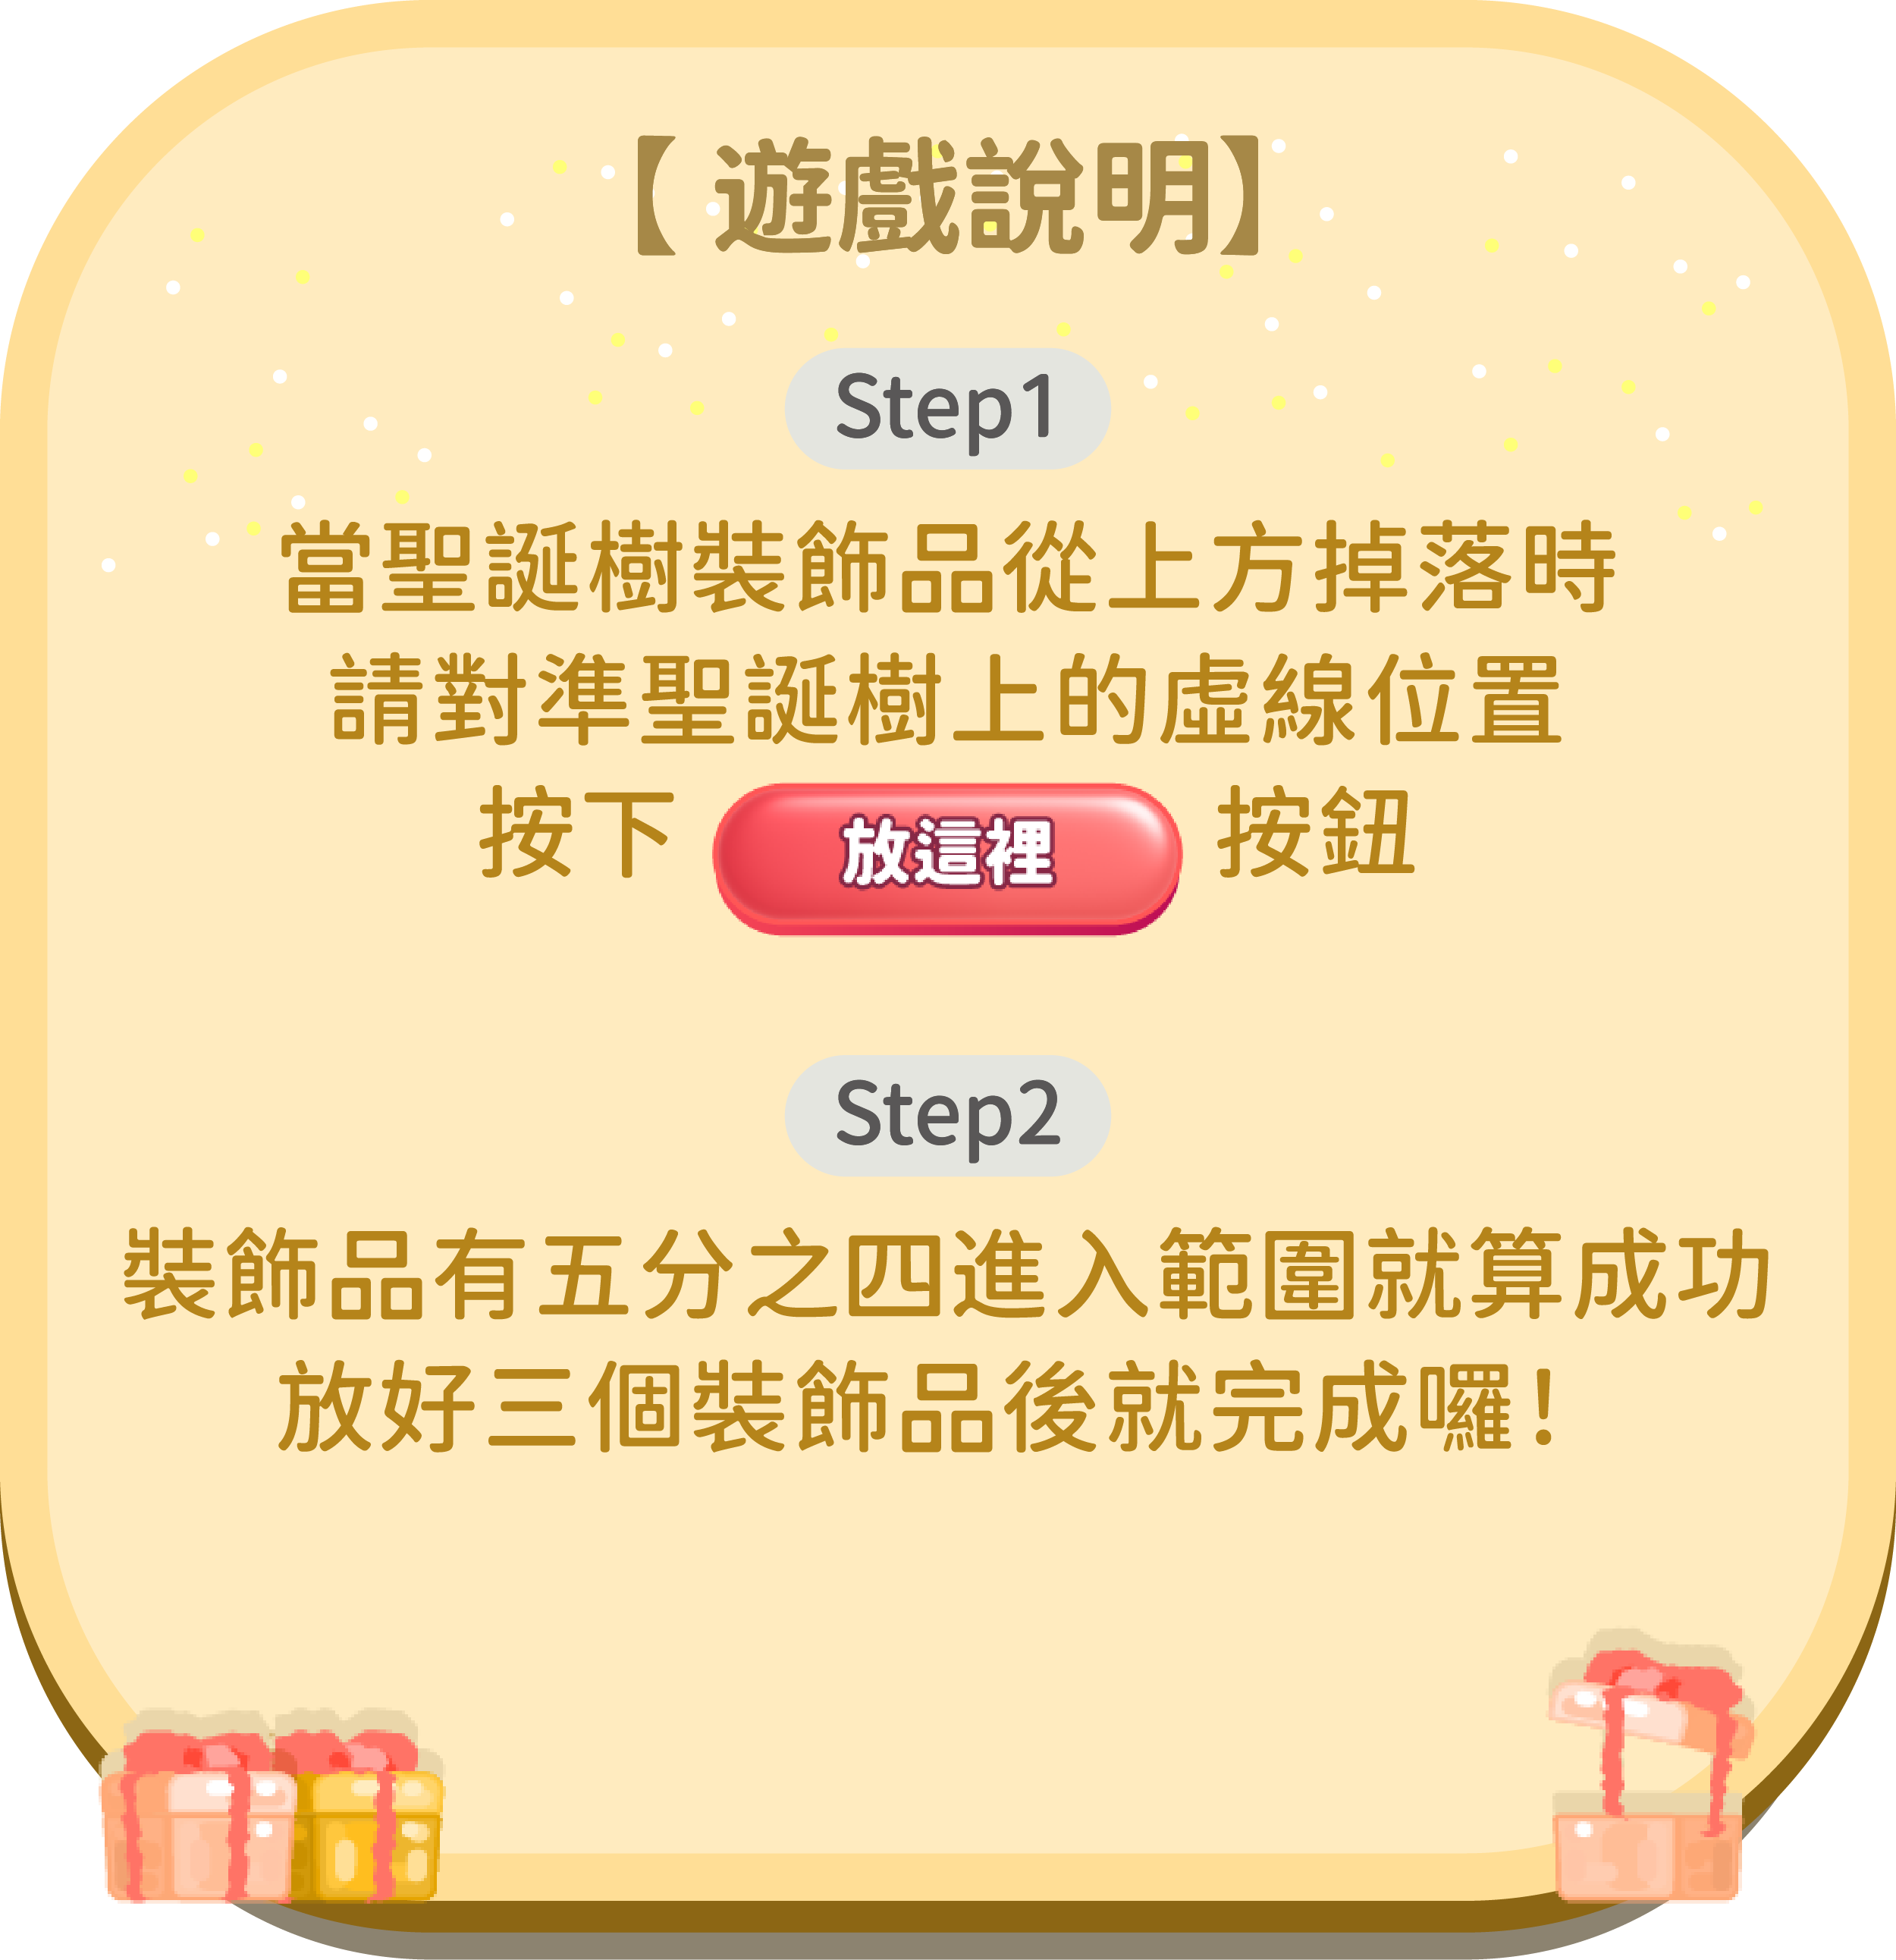 【 遊戲說明】
Step1
當聖誕樹裝飾品從上方掉落時
請對準聖誕樹上的虛線位置
按下 放這裡 按鈕
Step2
裝飾品有五分之四進入範圍就算成功
放好三個裝飾品後就完成囉！